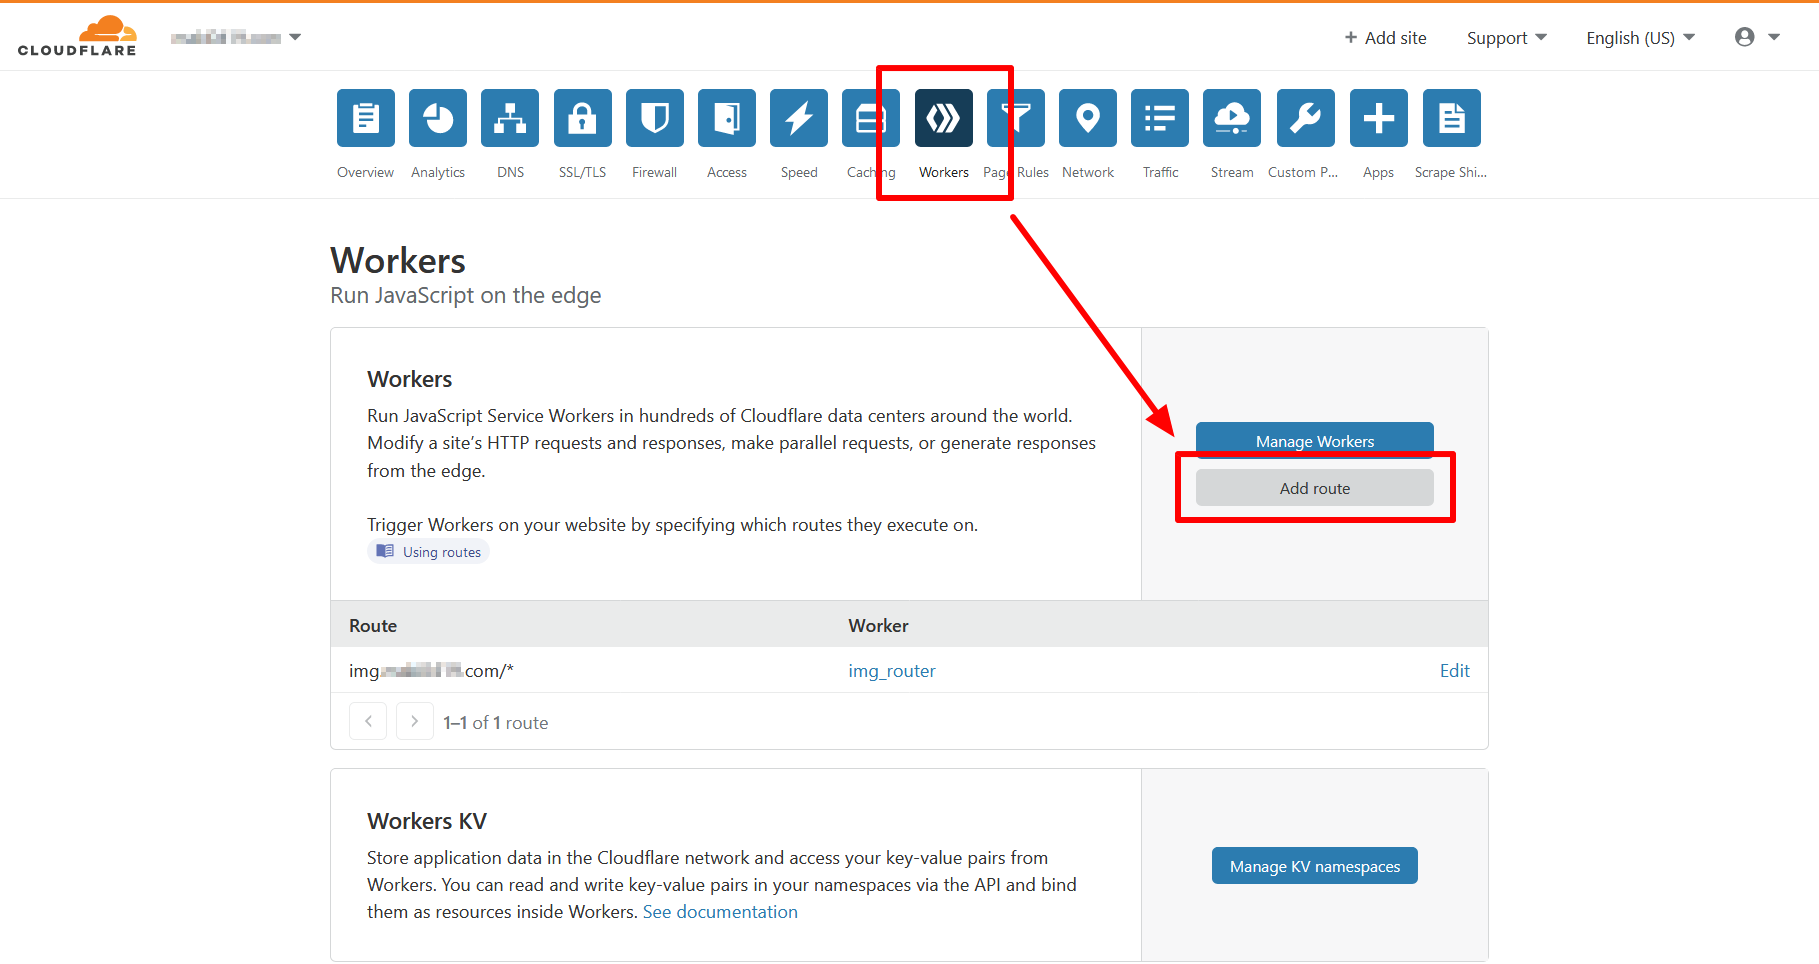 CLOUDFLARE
Add site
Support
English (US)
Overview
Analytics
DNS
SSL/TLS
Firewall
Access
Speed
Caching
Workers
Page Rules
Network
Traffic
Stream
Custom P...
Apps
Scrape Shi...
Workers
Run JavaScript on the edge
Workers
Run JavaScript Service Workers in hundreds of Cloudflare data centers around the world.
Modify a site’s HTTP requests and responses, make parallel requests, or generate responses
from the edge.
Trigger Workers on your website by specifying which routes they execute on.
Using routes
Manage Workers
Add route
Route Worker
img. .com/* img_router Edit
1–1 of 1 route
Workers KV
Store application data in the Cloudflare network and access your key-value pairs from
Workers. You can read and write key-value pairs in your namespaces via the API and bind
them as resources inside Workers. See documentation
Manage KV namespaces